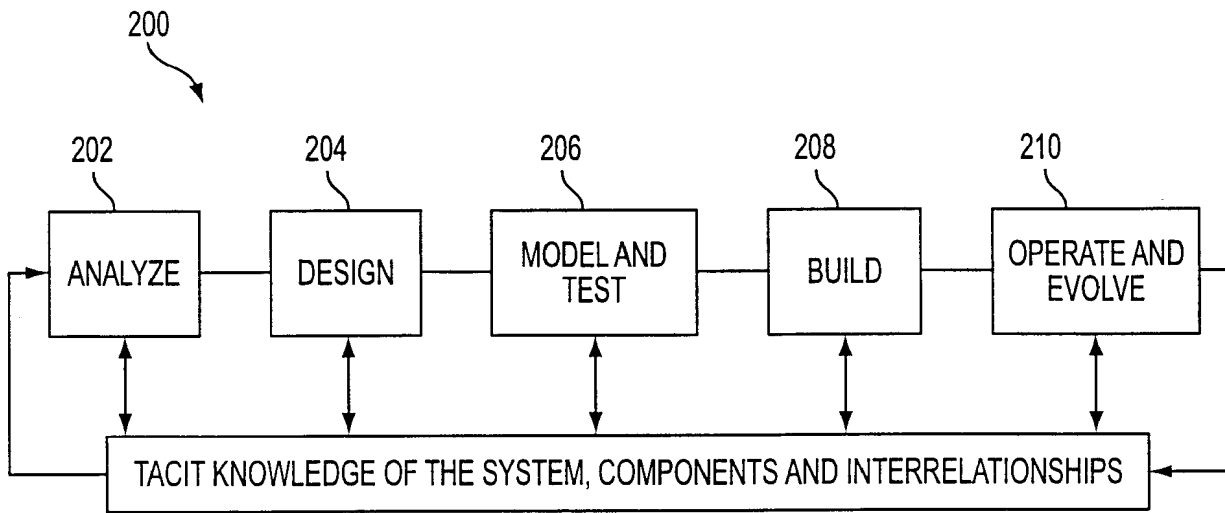 200
202
204
206
208
210
ANALYZE
DESIGN
MODEL AND
TEST
BUILD
OPERATE AND
EVOLVE
TACIT KNOWLEDGE OF THE SYSTEM, COMPONENTS AND INTERRELATIONSHIPS